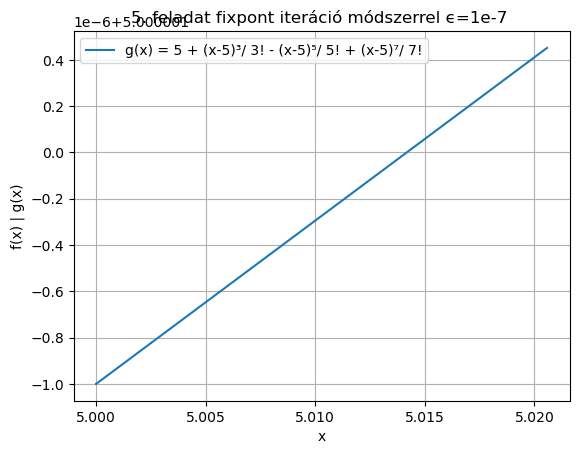 1e-6+5.000001
5. feladat fixpont iteráció módszerrel ϵ=1e-7
g(x) = 5 + (x-5)³/ 3! - (x-5)⁵/ 5! + (x-5)⁷/ 7!
0.4
0.2
0.0
−0.2
−0.4
−0.6
−0.8
−1.0
f(x) | g(x)
5.000
5.005
5.010
5.015
5.020
x